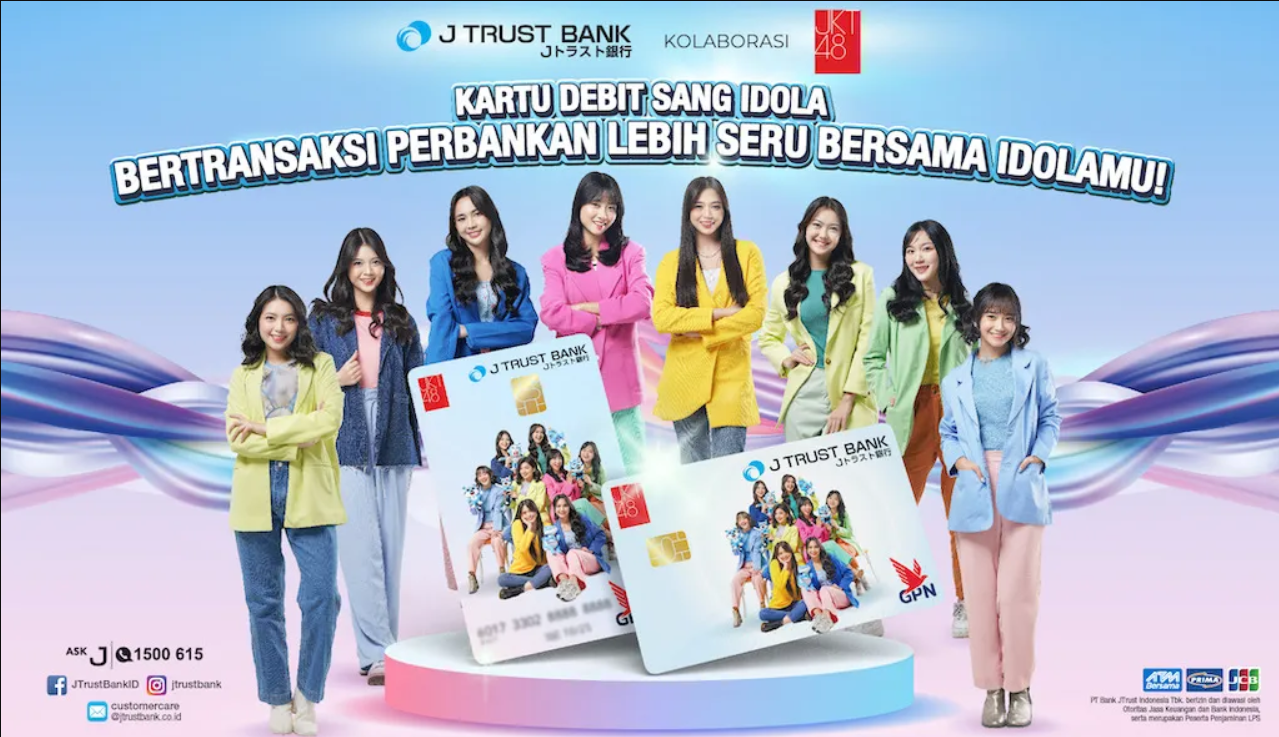 J TRUST BANK
Jトラスト銀行
KOLABORASI
JKT
48
KARTU DEBIT SANG IDOLA
BERTRANSAKSI PERBANKAN LEBIH SERU BERSAMA IDOLAMU!
JKT
48
J TRUST BANK
Jトラスト銀行
J TRUST BANK
Jトラスト銀行
JKT
48
GPN
GPN
ASK J 1500 615
JTrustBankID jtrustbank
customercare
@jtrustbank.co.id
ATM
Bersama PRIMA JCB
PT Bank JTrust Indonesia Tbk. berizin dan diawasi oleh
Otoritas Jasa Keuangan dan Bank Indonesia,
serta merupakan Peserta Penjaminan LPS